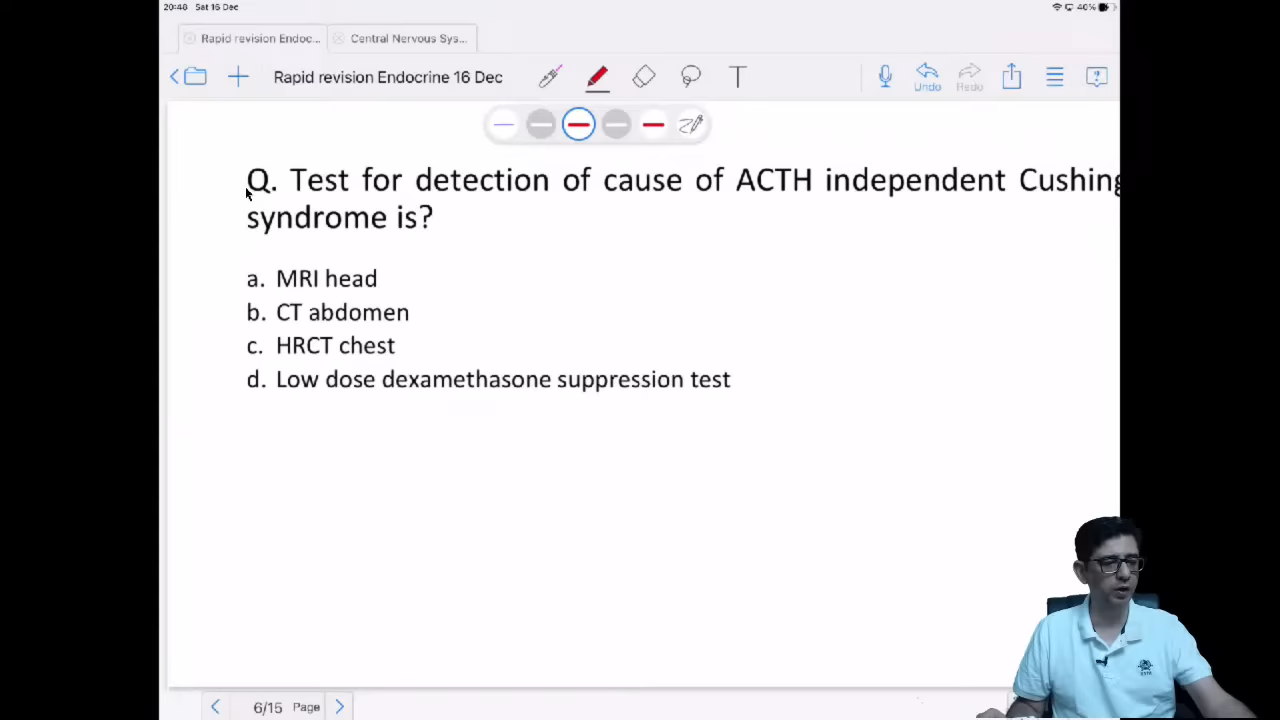 20:48 Sat 16 Dec
40%
Rapid revision Endoc...
Central Nervous Sys...
Rapid revision Endocrine 16 Dec
T
Undo
Redo
Q. Test for detection of cause of ACTH independent Cushing
syndrome is?
a. MRI head
b. CT abdomen
c. HRCT chest
d. Low dose dexamethasone suppression test
6/15 Page